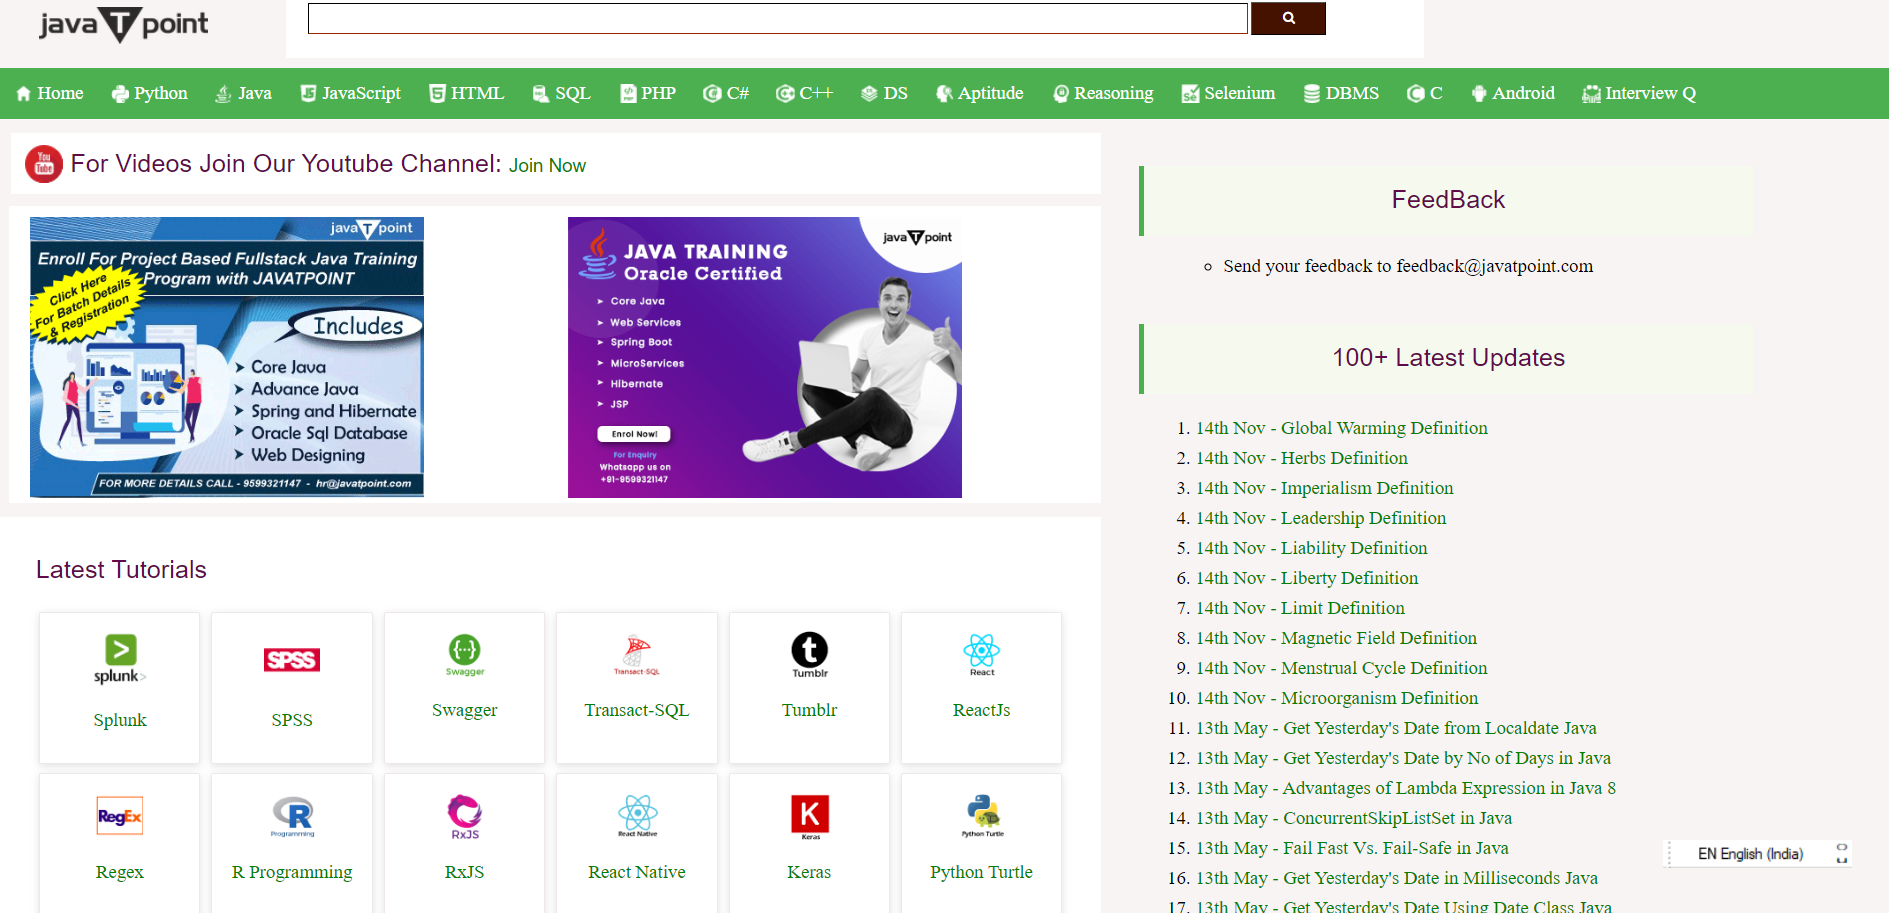 javaTpoint
Home Python Java JavaScript HTML SQL PHP C# C++ DS Aptitude Reasoning Selenium DBMS C Android Interview Q
You
Tube
For Videos Join Our Youtube Channel: Join Now
javaTpoint
Enroll For Project Based Fullstack Java Training
Program with JAVATPOINT
Click Here
For Batch Details
& Registration
Includes
Core Java
Advance Java
Spring and Hibernate
Oracle Sql Database
Web Designing
FOR MORE DETAILS CALL - 9599321147 - hr@javatpoint.com
javaTpoint
JAVA TRAINING
Oracle Certified
Core Java
Web Services
Spring Boot
MicroServices
Hibernate
JSP
Enrol Now!
For Enquiry
Whatsapp us on
+91-9599321147
Latest Tutorials
splunk>
Splunk
SPSS
SPSS
Swagger
Swagger
Transact-SQL
Transact-SQL
t
Tumblr
Tumblr
React
ReactJs
RegEx
Regex
R
Programming
R Programming
RxJS
RxJS
React Native
React Native
K
Keras
Keras
Python Turtle
Python Turtle
FeedBack
Send your feedback to feedback@javatpoint.com
100+ Latest Updates
1. 14th Nov - Global Warming Definition
2. 14th Nov - Herbs Definition
3. 14th Nov - Imperialism Definition
4. 14th Nov - Leadership Definition
5. 14th Nov - Liability Definition
6. 14th Nov - Liberty Definition
7. 14th Nov - Limit Definition
8. 14th Nov - Magnetic Field Definition
9. 14th Nov - Menstrual Cycle Definition
10. 14th Nov - Microorganism Definition
11. 13th May - Get Yesterday's Date from Localdate Java
12. 13th May - Get Yesterday's Date by No of Days in Java
13. 13th May - Advantages of Lambda Expression in Java 8
14. 13th May - ConcurrentSkipListSet in Java
15. 13th May - Fail Fast Vs. Fail-Safe in Java
16. 13th May - Get Yesterday's Date in Milliseconds Java
17. 13th May - Get Yesterday's Date Using Date Class Java
EN English (India)